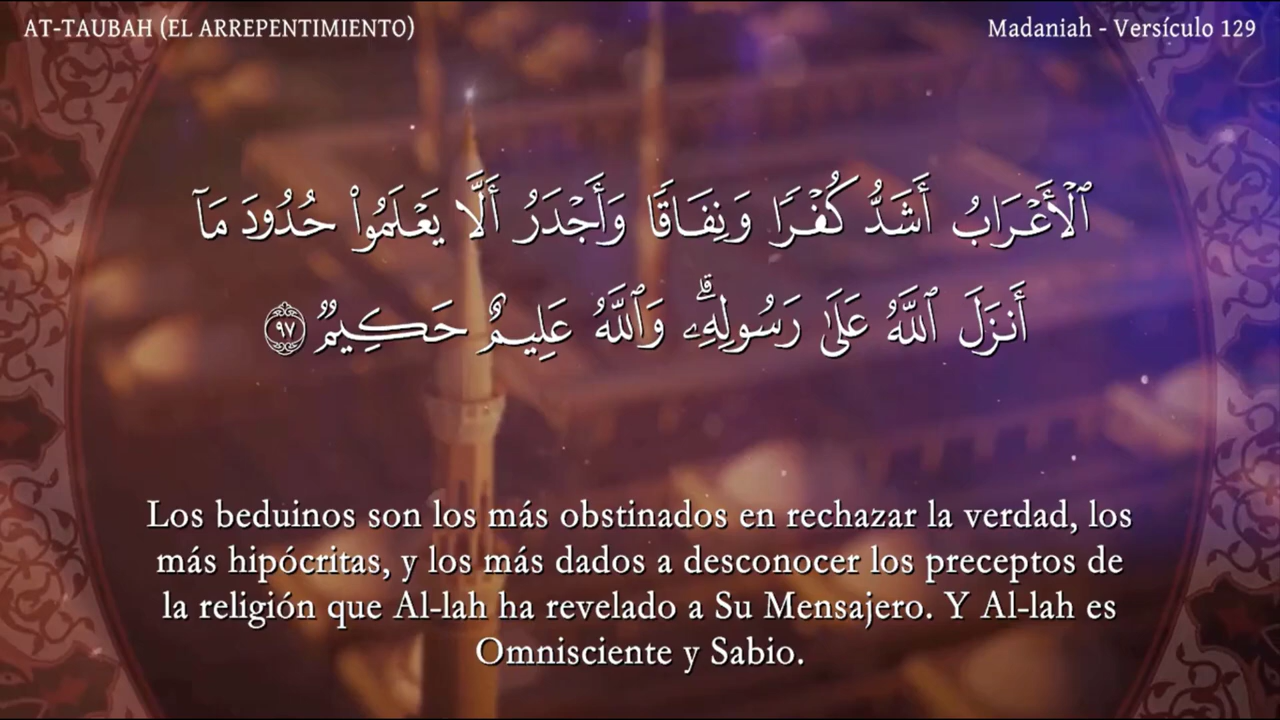 AT-TAUBAH (EL ARREPENTIMIENTO)
Madaniah - Versículo 129
ٱلْأَعْرَابُ أَشَدُّ كُفْرًا وَنِفَاقًا وَأَجْدَرُ أَلَّا يَعْلَمُوا۟ حُدُودَ مَآ
أَنزَلَ ٱللَّهُ عَلَىٰ رَسُولِهِۦ ۗ وَٱللَّهُ عَلِيمٌ حَكِيمٌ ٩٧
Los beduinos son los más obstinados en rechazar la verdad, los
más hipócritas, y los más dados a desconocer los preceptos de
la religión que Al-lah ha revelado a Su Mensajero. Y Al-lah es
Omnisciente y Sabio.